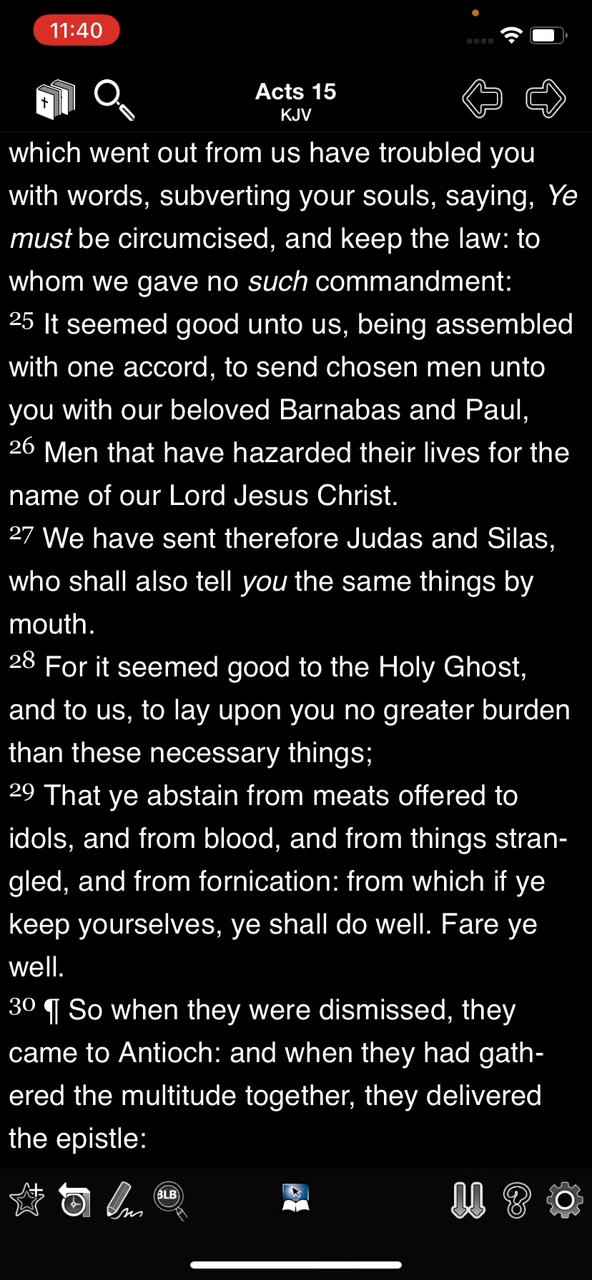 11:40
Acts 15
KJV
which went out from us have troubled you
with words, subverting your souls, saying, Ye
must be circumcised, and keep the law: to
whom we gave no such commandment:
25 It seemed good unto us, being assembled
with one accord, to send chosen men unto
you with our beloved Barnabas and Paul,
26 Men that have hazarded their lives for the
name of our Lord Jesus Christ.
27 We have sent therefore Judas and Silas,
who shall also tell you the same things by
mouth.
28 For it seemed good to the Holy Ghost,
and to us, to lay upon you no greater burden
than these necessary things;
29 That ye abstain from meats offered to
idols, and from blood, and from things stran-
gled, and from fornication: from which if ye
keep yourselves, ye shall do well. Fare ye
well.
30 ¶ So when they were dismissed, they
came to Antioch: and when they had gath-
ered the multitude together, they delivered
the epistle:
BLB